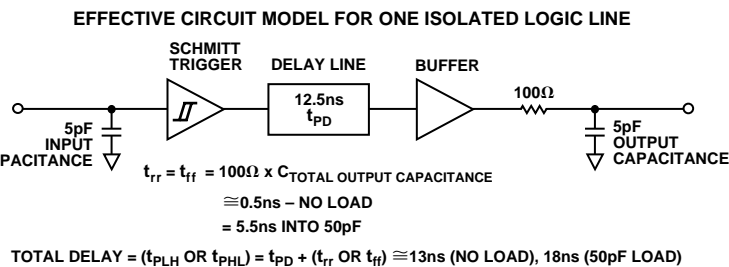 EFFECTIVE CIRCUIT MODEL FOR ONE ISOLATED LOGIC LINE
SCHMITT
TRIGGER
DELAY LINE
BUFFER
12.5ns
tPD
100Ω
5pF
INPUT
PACITANCE
5pF
OUTPUT
CAPACITANCE
trr = tff = 100Ω x CTOTAL OUTPUT CAPACITANCE
≅0.5ns – NO LOAD
= 5.5ns INTO 50pF
TOTAL DELAY = (tPLH OR tPHL) = tPD + (trr OR tff) ≅13ns (NO LOAD), 18ns (50pF LOAD)